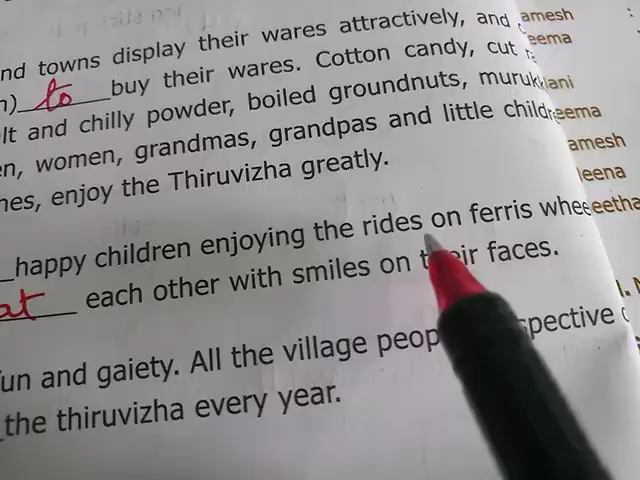 nd towns display their wares attractively, and
n) to buy their wares. Cotton candy, cut
lt and chilly powder, boiled groundnuts, murukk
en, women, grandmas, grandpas and little childr
nes, enjoy the Thiruvizha greatly.
happy children enjoying the rides on ferris whee
at each other with smiles on their faces.
un and gaiety. All the village peop spective
the thiruvizha every year.
amesh
eema
ani
eema
amesh
leena
eetha